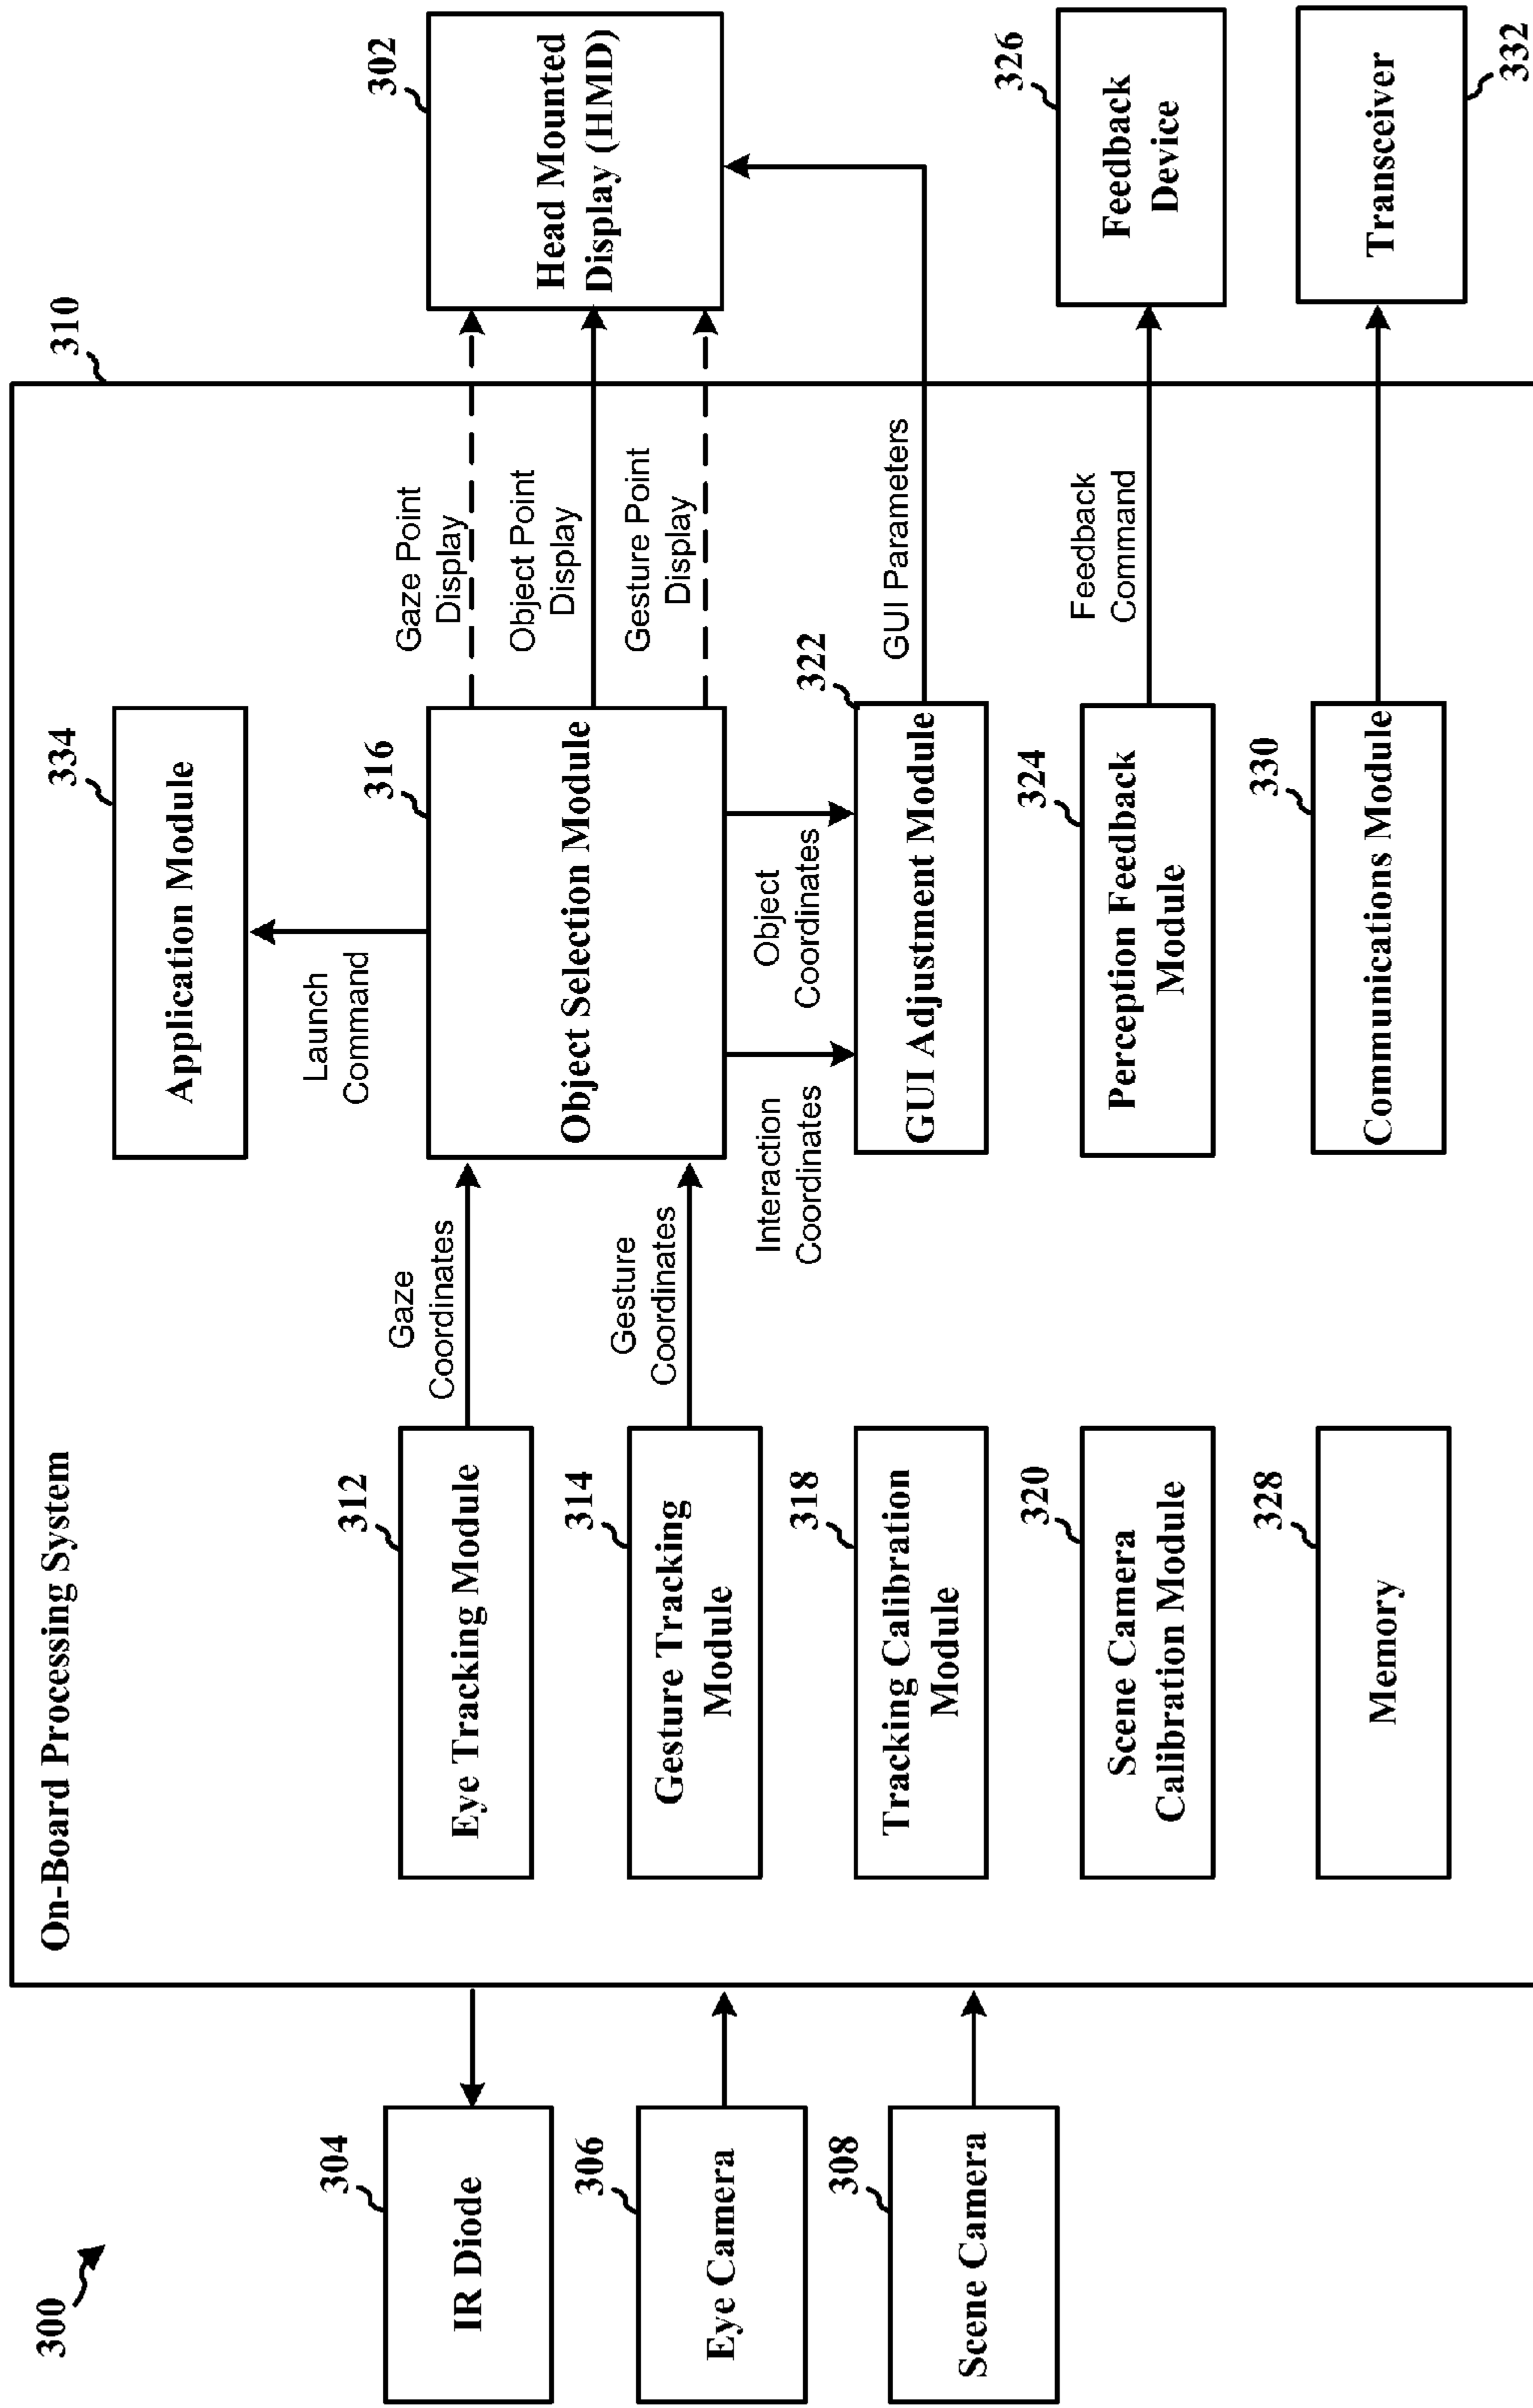 300
On-Board Processing System
310
304
IR Diode
306
Eye Camera
308
Scene Camera
312
Eye Tracking Module
314
Gesture Tracking
Module
318
Tracking Calibration
Module
320
Scene Camera
Calibration Module
328
Memory
Gaze
Coordinates
Gesture
Coordinates
334
Application Module
Launch
Command
316
Object Selection Module
Interaction
Coordinates
Object
Coordinates
322
GUI Adjustment Module
324
Perception Feedback
Module
330
Communications Module
Gaze Point
Display
Object Point
Display
Gesture Point
Display
GUI Parameters
Feedback
Command
302
Head Mounted
Display (HMD)
326
Feedback
Device
Transceiver
332